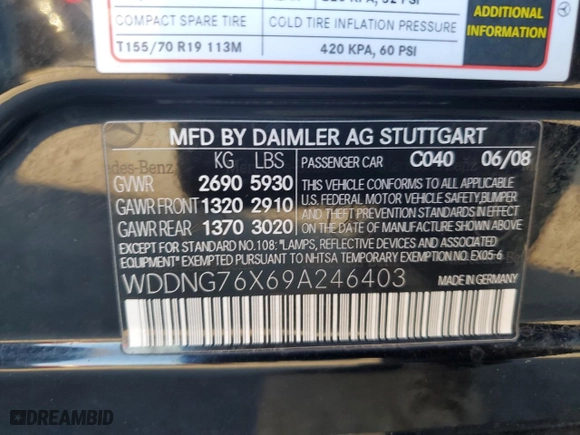 COMPACT SPARE TIRE COLD TIRE INFLATION PRESSURE
T155/70 R19 113M 420 KPA, 60 PSI
SEE
ADDITIONAL
INFORMATION
MFD BY DAIMLER AG STUTTGART
KG LBS PASSENGER CAR C040 06/08
GVWR 2690 5930 THIS VEHICLE CONFORMS TO ALL APPLICABLE
GAWR FRONT 1320 2910 U.S. FEDERAL MOTOR VEHICLE SAFETY, BUMPER
AND THEFT PREVENTION STANDARDS IN EFFECT
GAWR REAR 1370 3020 ON THE DATE OF MANUFACTURE SHOWN ABOVE
EXCEPT FOR STANDARD NO. 108: "LAMPS, REFLECTIVE DEVICES, AND ASSOCIATED
EQUIPMENT" EXEMPTED PURSUANT TO NHTSA EXEMPTION NO. EX05-6
WDDNG76X69A246403 MADE IN GERMANY
DREAMBID